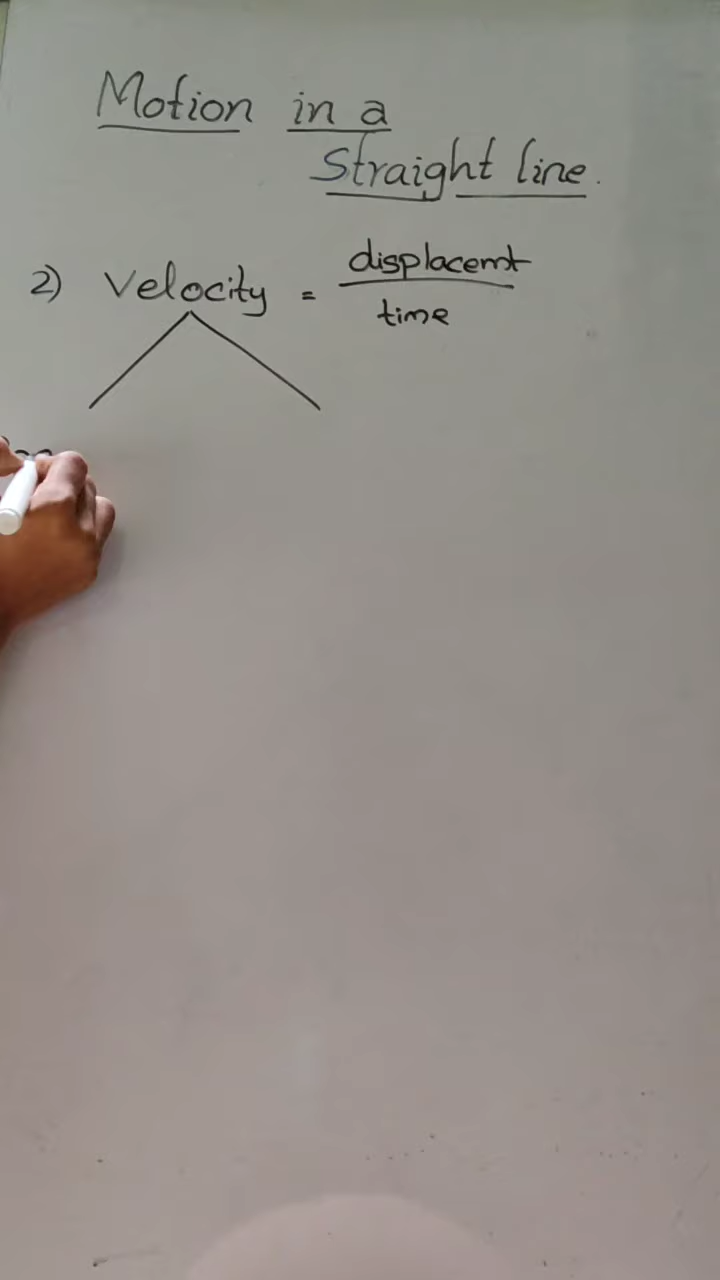 Motion in a
Straight line.
2) Velocity = displacemt
time